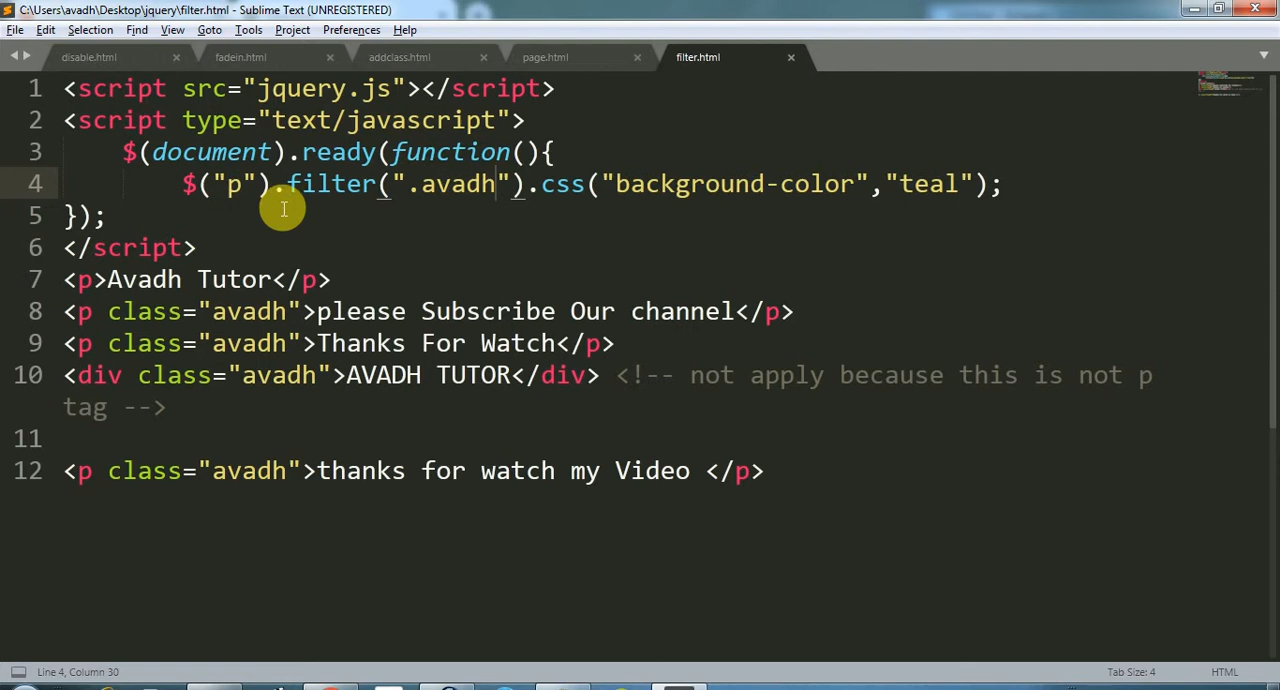 C:\Users\avadh\Desktop\jquery\filter.html - Sublime Text (UNREGISTERED)
File Edit Selection Find View Goto Tools Project Preferences Help
disable.html fadein.html addclass.html page.html filter.html
1 <script src="jquery.js"></script>
2 <script type="text/javascript">
3 $(document).ready(function(){
4 $("p").filter(".avadh").css("background-color","teal");
5 });
6 </script>
7 <p>Avadh Tutor</p>
8 <p class="avadh">please Subscribe Our channel</p>
9 <p class="avadh">Thanks For Watch</p>
10 <div class="avadh">AVADH TUTOR</div> <!-- not apply because this is not p
tag -->
11
12 <p class="avadh">thanks for watch my Video </p>
Line 4, Column 30 Tab Size: 4 HTML